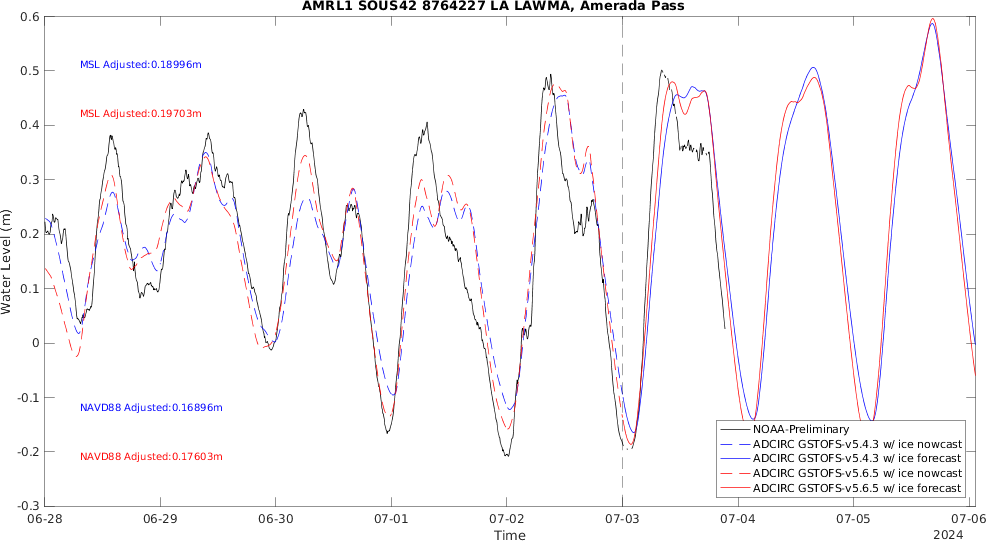 AMRL1 SOUS42 8764227 LA LAWMA, Amerada Pass
0.6
0.5
0.4
0.3
0.2
0.1
0
-0.1
-0.2
-0.3
Water Level (m)
MSL Adjusted:0.18996m
MSL Adjusted:0.19703m
NAVD88 Adjusted:0.16896m
NAVD88 Adjusted:0.17603m
NOAA-Preliminary
ADCIRC GSTOFS-v5.4.3 w/ ice nowcast
ADCIRC GSTOFS-v5.4.3 w/ ice forecast
ADCIRC GSTOFS-v5.6.5 w/ ice nowcast
ADCIRC GSTOFS-v5.6.5 w/ ice forecast
06-28 06-29 06-30 07-01 07-02 07-03 07-04 07-05 07-06
Time
2024